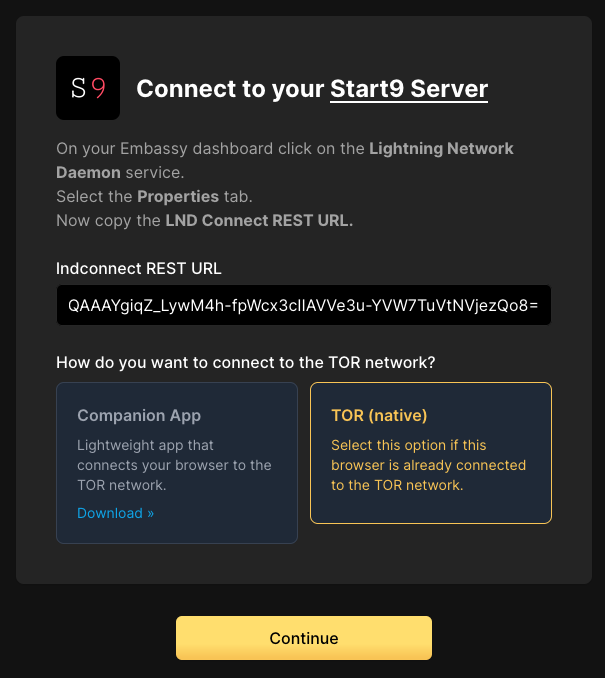 S9
Connect to your Start9 Server
On your Embassy dashboard click on the Lightning Network
Daemon service.
Select the Properties tab.
Now copy the LND Connect REST URL.
lndconnect REST URL
QAAAYgiqZ_LywM4h-fpWcx3cIIAVVe3u-YVW7TuVtNVjezQo8=
How do you want to connect to the TOR network?
Companion App
Lightweight app that
connects your browser to the
TOR network.
Download »
TOR (native)
Select this option if this
browser is already connected
to the TOR network.
Continue